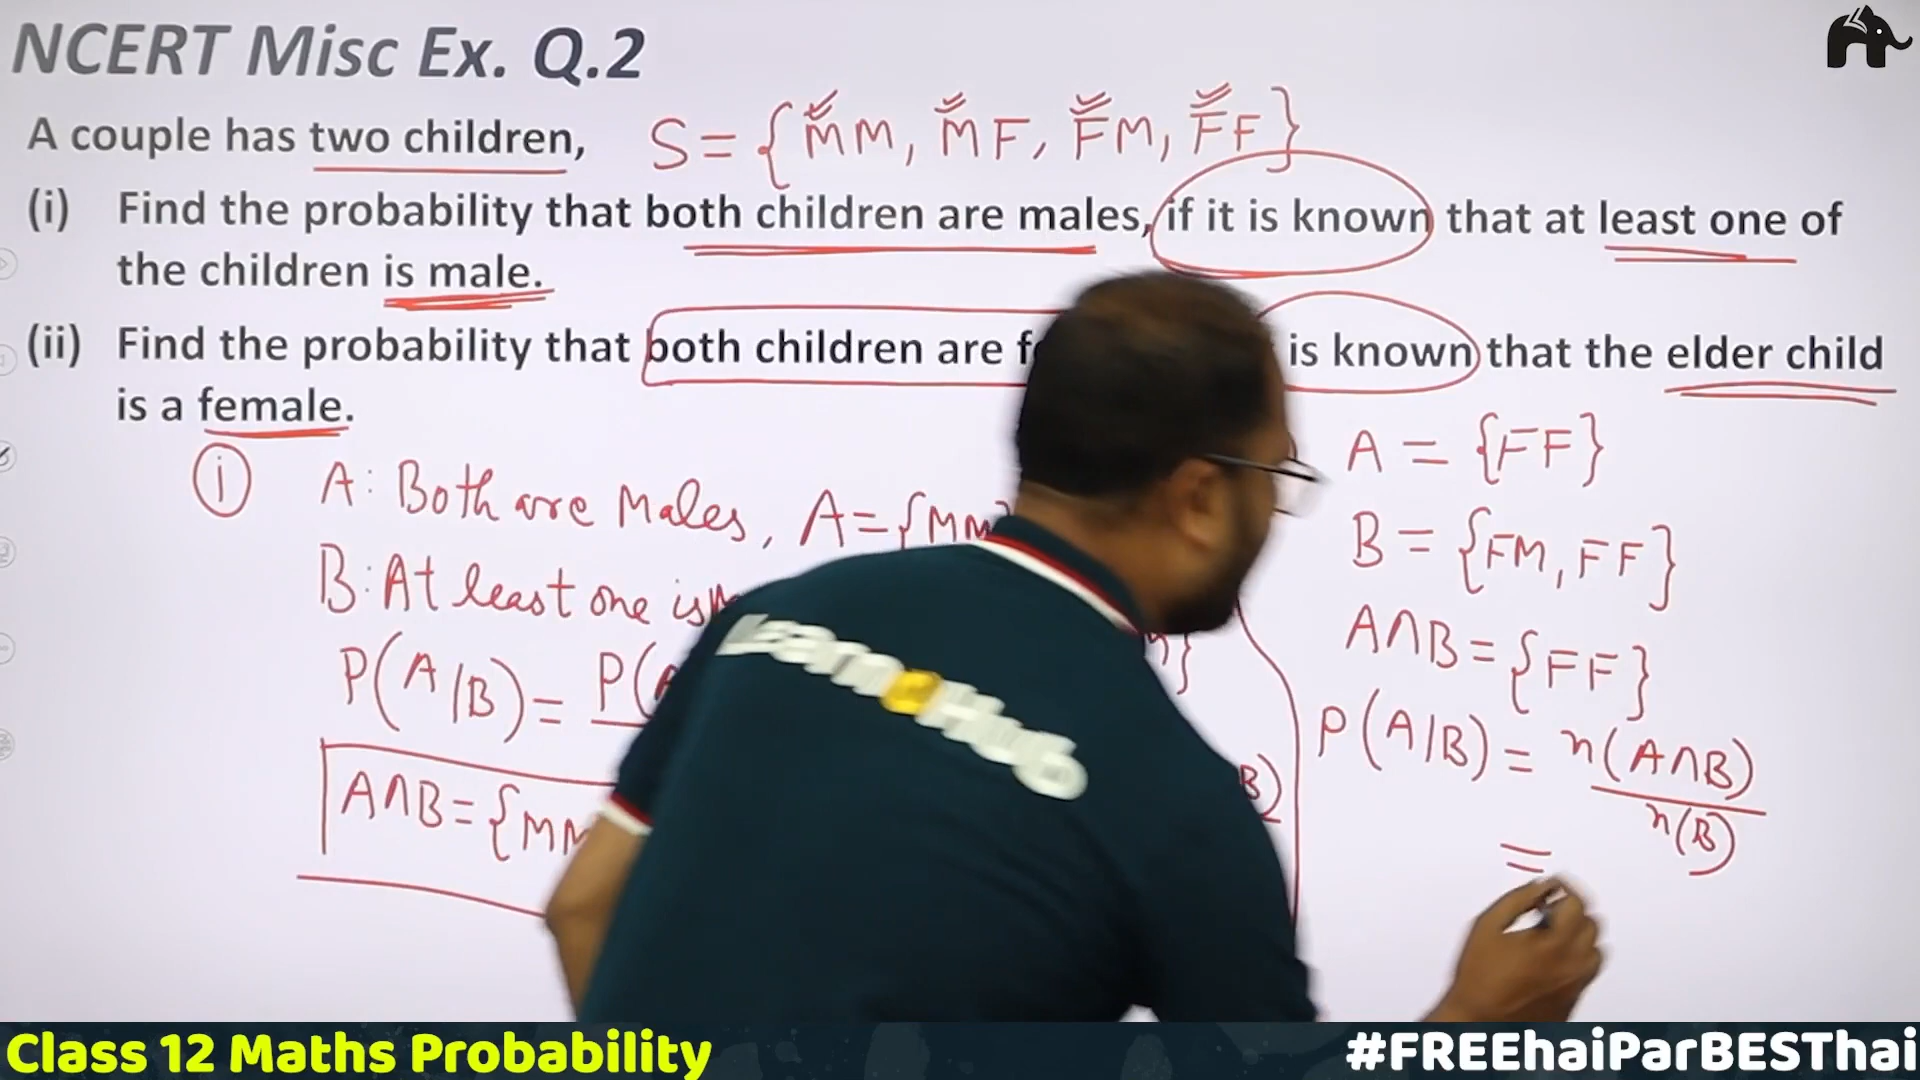 NCERT Misc Ex. Q.2
A couple has two children,
S = {MM, MF, FM, FF}
(i) Find the probability that both children are males, if it is known that at least one of
the children is male.
(ii) Find the probability that both children are is known that the elder child
is a female.
i A: Both are Males, A = {MM}
B: At least one is
P(A/B) = P(
A∩B = {MM
B)
A = {FF}
B = {FM, FF}
A∩B = {FF}
P(A/B) = n(A∩B)
n(B)
=
Learn Hub
Class 12 Maths Probability
#FREEhaiParBESThai